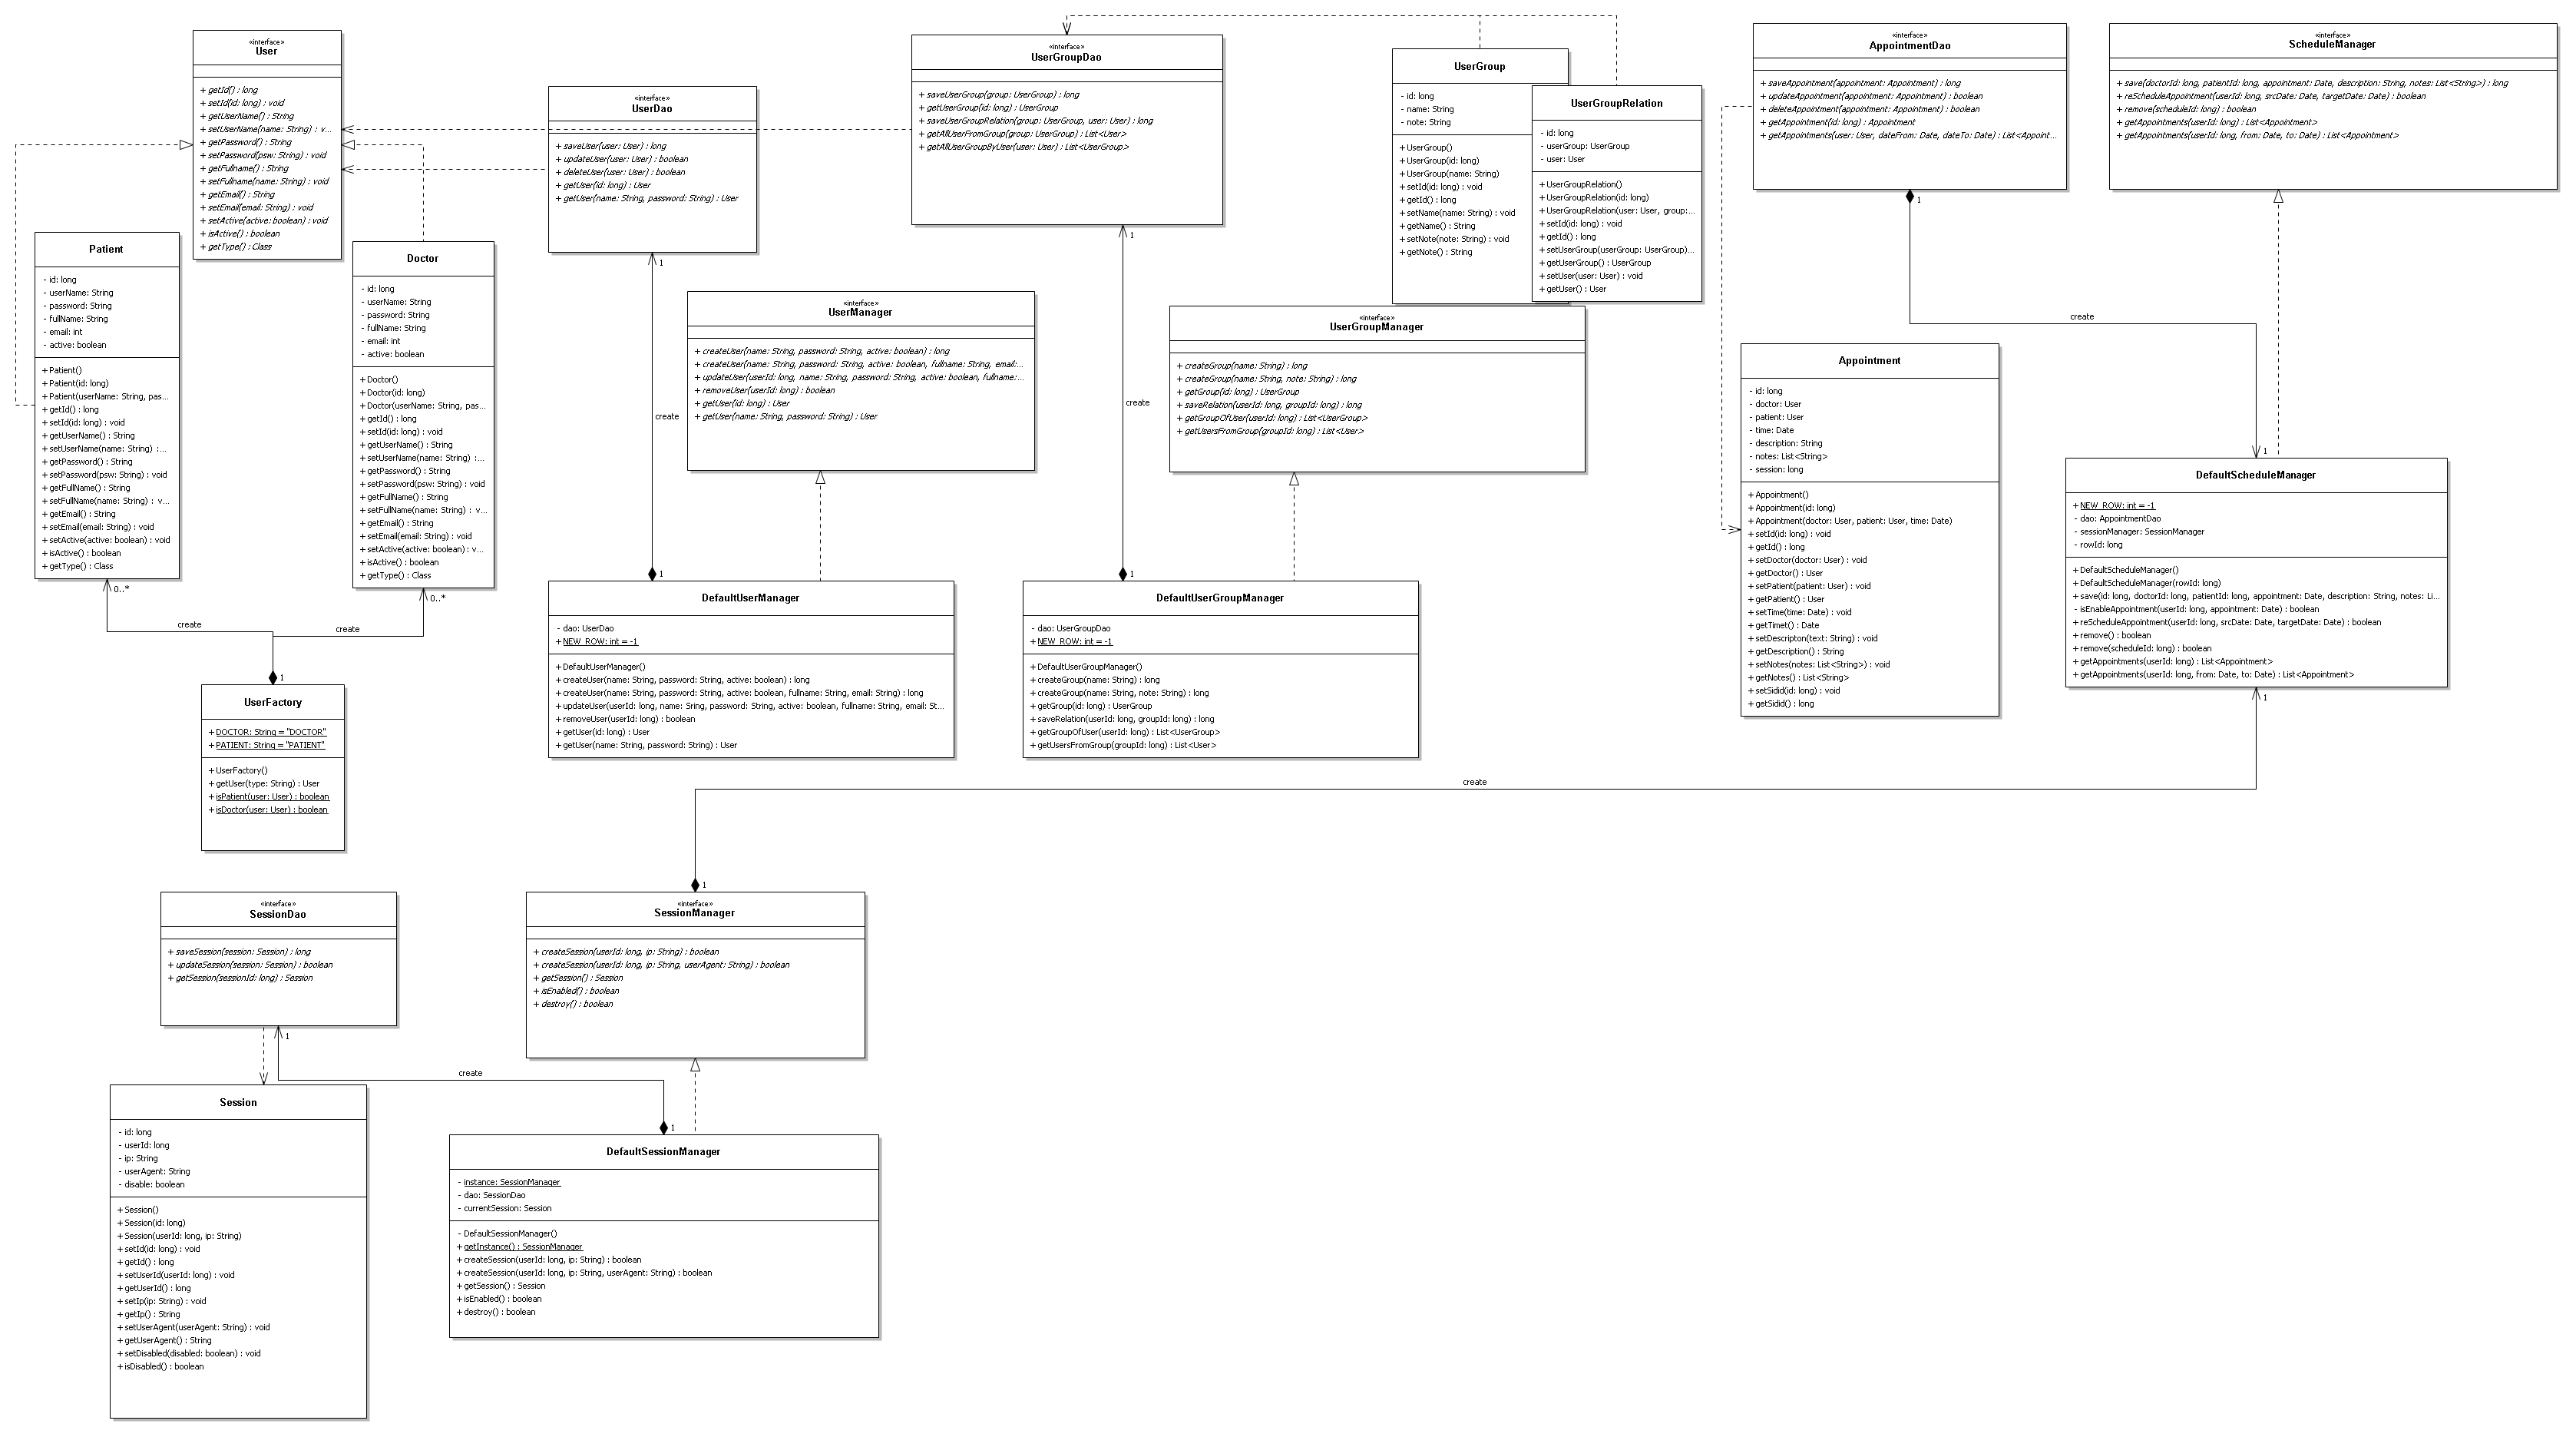 «interface»
User
+ getId() : long
+ setId(id: long) : void
+ getUserName() : String
+ setUserName(name: String) : v...
+ getPassword() : String
+ setPassword(psw: String) : void
+ getFullname() : String
+ setFullname(name: String) : void
+ getEmail() : String
+ setEmail(email: String) : void
+ setActive(active: boolean) : void
+ isActive() : boolean
+ getType() : Class
Patient
- id: long
- userName: String
- password: String
- fullName: String
- email: int
- active: boolean
+ Patient()
+ Patient(id: long)
+ Patient(userName: String, pas...
+ getId() : long
+ setId(id: long) : void
+ getUserName() : String
+ setUserName(name: String) :...
+ getPassword() : String
+ setPassword(psw: String) : void
+ getFullName() : String
+ setFullName(name: String) : v...
+ getEmail() : String
+ setEmail(email: String) : void
+ setActive(active: boolean) : void
+ isActive() : boolean
+ getType() : Class
0..*
Doctor
- id: long
- userName: String
- password: String
- fullName: String
- email: int
- active: boolean
+ Doctor()
+ Doctor(id: long)
+ Doctor(userName: String, pas...
+ getId() : long
+ setId(id: long) : void
+ getUserName() : String
+ setUserName(name: String) :...
+ getPassword() : String
+ setPassword(psw: String) : void
+ getFullName() : String
+ setFullName(name: String) : v...
+ getEmail() : String
+ setEmail(email: String) : void
+ setActive(active: boolean) : v...
+ isActive() : boolean
+ getType() : Class
0..*
create
create
1
UserFactory
+ DOCTOR: String = "DOCTOR"
+ PATIENT: String = "PATIENT"
+ UserFactory()
+ getUser(type: String) : User
+ isPatient(user: User) : boolean
+ isDoctor(user: User) : boolean
«interface»
UserDao
+ saveUser(user: User) : long
+ updateUser(user: User) : boolean
+ deleteUser(user: User) : boolean
+ getUser(id: long) : User
+ getUser(name: String, password: String) : User
1
create
1
«interface»
UserManager
+ createUser(name: String, password: String, active: boolean) : long
+ createUser(name: String, password: String, active: boolean, fullname: String, email:...
+ updateUser(userId: long, name: String, password: String, active: boolean, fullname:...
+ removeUser(userId: long) : boolean
+ getUser(id: long) : User
+ getUser(name: String, password: String) : User
DefaultUserManager
- dao: UserDao
+ NEW_ROW: int = -1
+ DefaultUserManager()
+ createUser(name: String, password: String, active: boolean) : long
+ createUser(name: String, password: String, active: boolean, fullname: String, email: String) : long
+ updateUser(userId: long, name: Sring, password: String, active: boolean, fullname: String, email: St...
+ removeUser(userId: long) : boolean
+ getUser(id: long) : User
+ getUser(name: String, password: String) : User
«interface»
UserGroupDao
+ saveUserGroup(group: UserGroup) : long
+ getUserGroup(id: long) : UserGroup
+ saveUserGroupRelation(group: UserGroup, user: User) : long
+ getAllUserFromGroup(group: UserGroup) : List<User>
+ getAllUserGroupByUser(user: User) : List<UserGroup>
1
create
1
UserGroup
- id: long
- name: String
- note: String
+ UserGroup()
+ UserGroup(id: long)
+ UserGroup(name: String)
+ setId(id: long) : void
+ getId() : long
+ setName(name: String) : void
+ getName() : String
+ setNote(note: String) : void
+ getNote() : String
UserGroupRelation
- id: long
- userGroup: UserGroup
- user: User
+ UserGroupRelation()
+ UserGroupRelation(id: long)
+ UserGroupRelation(user: User, group:...
+ setId(id: long) : void
+ getId() : long
+ setUserGroup(userGroup: UserGroup)...
+ getUserGroup() : UserGroup
+ setUser(user: User) : void
+ getUser() : User
«interface»
UserGroupManager
+ createGroup(name: String) : long
+ createGroup(name: String, note: String) : long
+ getGroup(id: long) : UserGroup
+ saveRelation(userId: long, groupId: long) : long
+ getGroupOfUser(userId: long) : List<UserGroup>
+ getUsersFromGroup(groupId: long) : List<User>
DefaultUserGroupManager
- dao: UserGroupDao
+ NEW_ROW: int = -1
+ DefaultUserGroupManager()
+ createGroup(name: String) : long
+ createGroup(name: String, note: String) : long
+ getGroup(id: long) : UserGroup
+ saveRelation(userId: long, groupId: long) : long
+ getGroupOfUser(userId: long) : List<UserGroup>
+ getUsersFromGroup(groupId: long) : List<User>
«interface»
AppointmentDao
+ saveAppointment(appointment: Appointment) : long
+ updateAppointment(appointment: Appointment) : boolean
+ deleteAppointment(appointment: Appointment) : boolean
+ getAppointment(id: long) : Appointment
+ getAppointments(user: User, dateFrom: Date, dateTo: Date) : List<Appoint...
1
create
1
«interface»
ScheduleManager
+ save(doctorId: long, patientId: long, appointment: Date, description: String, notes: List<String>) : long
+ reScheduleAppointment(userId: long, srcDate: Date, targetDate: Date) : boolean
+ remove(scheduleId: long) : boolean
+ getAppointments(userId: long) : List<Appointment>
+ getAppointments(userId: long, from: Date, to: Date) : List<Appointment>
Appointment
- id: long
- doctor: User
- patient: User
- time: Date
- description: String
- notes: List<String>
- session: long
+ Appointment()
+ Appointment(id: long)
+ Appointment(doctor: User, patient: User, time: Date)
+ setId(id: long) : void
+ getId() : long
+ setDoctor(doctor: User) : void
+ getDoctor() : User
+ setPatient(patient: User) : void
+ getPatient() : User
+ setTime(time: Date) : void
+ getTimet() : Date
+ setDescripton(text: String) : void
+ getDescription() : String
+ setNotes(notes: List<String>) : void
+ getNotes() : List<String>
+ setSidid(id: long) : void
+ getSidid() : long
DefaultScheduleManager
+ NEW_ROW: int = -1
- dao: AppointmentDao
- sessionManager: SessionManager
- rowId: long
+ DefaultScheduleManager()
+ DefaultScheduleManager(rowId: long)
+ save(id: long, doctorId: long, patientId: long, appointment: Date, description: String, notes: Li...
- isEnableAppointment(userId: long, appointment: Date) : boolean
+ reScheduleAppointment(userId: long, srcDate: Date, targetDate: Date) : boolean
+ remove() : boolean
+ remove(scheduleId: long) : boolean
+ getAppointments(userId: long) : List<Appointment>
+ getAppointments(userId: long, from: Date, to: Date) : List<Appointment>
1
create
1
«interface»
SessionDao
+ saveSession(session: Session) : long
+ updateSession(session: Session) : boolean
+ getSession(sessionId: long) : Session
1
create
1
«interface»
SessionManager
+ createSession(userId: long, ip: String) : boolean
+ createSession(userId: long, ip: String, userAgent: String) : boolean
+ getSession() : Session
+ isEnabled() : boolean
+ destroy() : boolean
Session
- id: long
- userId: long
- ip: String
- userAgent: String
- disable: boolean
+ Session()
+ Session(id: long)
+ Session(userId: long, ip: String)
+ setId(id: long) : void
+ getId() : long
+ setUserId(userId: long) : void
+ getUserId() : long
+ setIp(ip: String) : void
+ getIp() : String
+ setUserAgent(userAgent: String) : void
+ getUserAgent() : String
+ setDisabled(disabled: boolean) : void
+ isDisabled() : boolean
DefaultSessionManager
- instance: SessionManager
- dao: SessionDao
- currentSession: Session
- DefaultSessionManager()
+ getInstance() : SessionManager
+ createSession(userId: long, ip: String) : boolean
+ createSession(userId: long, ip: String, userAgent: String) : boolean
+ getSession() : Session
+ isEnabled() : boolean
+ destroy() : boolean